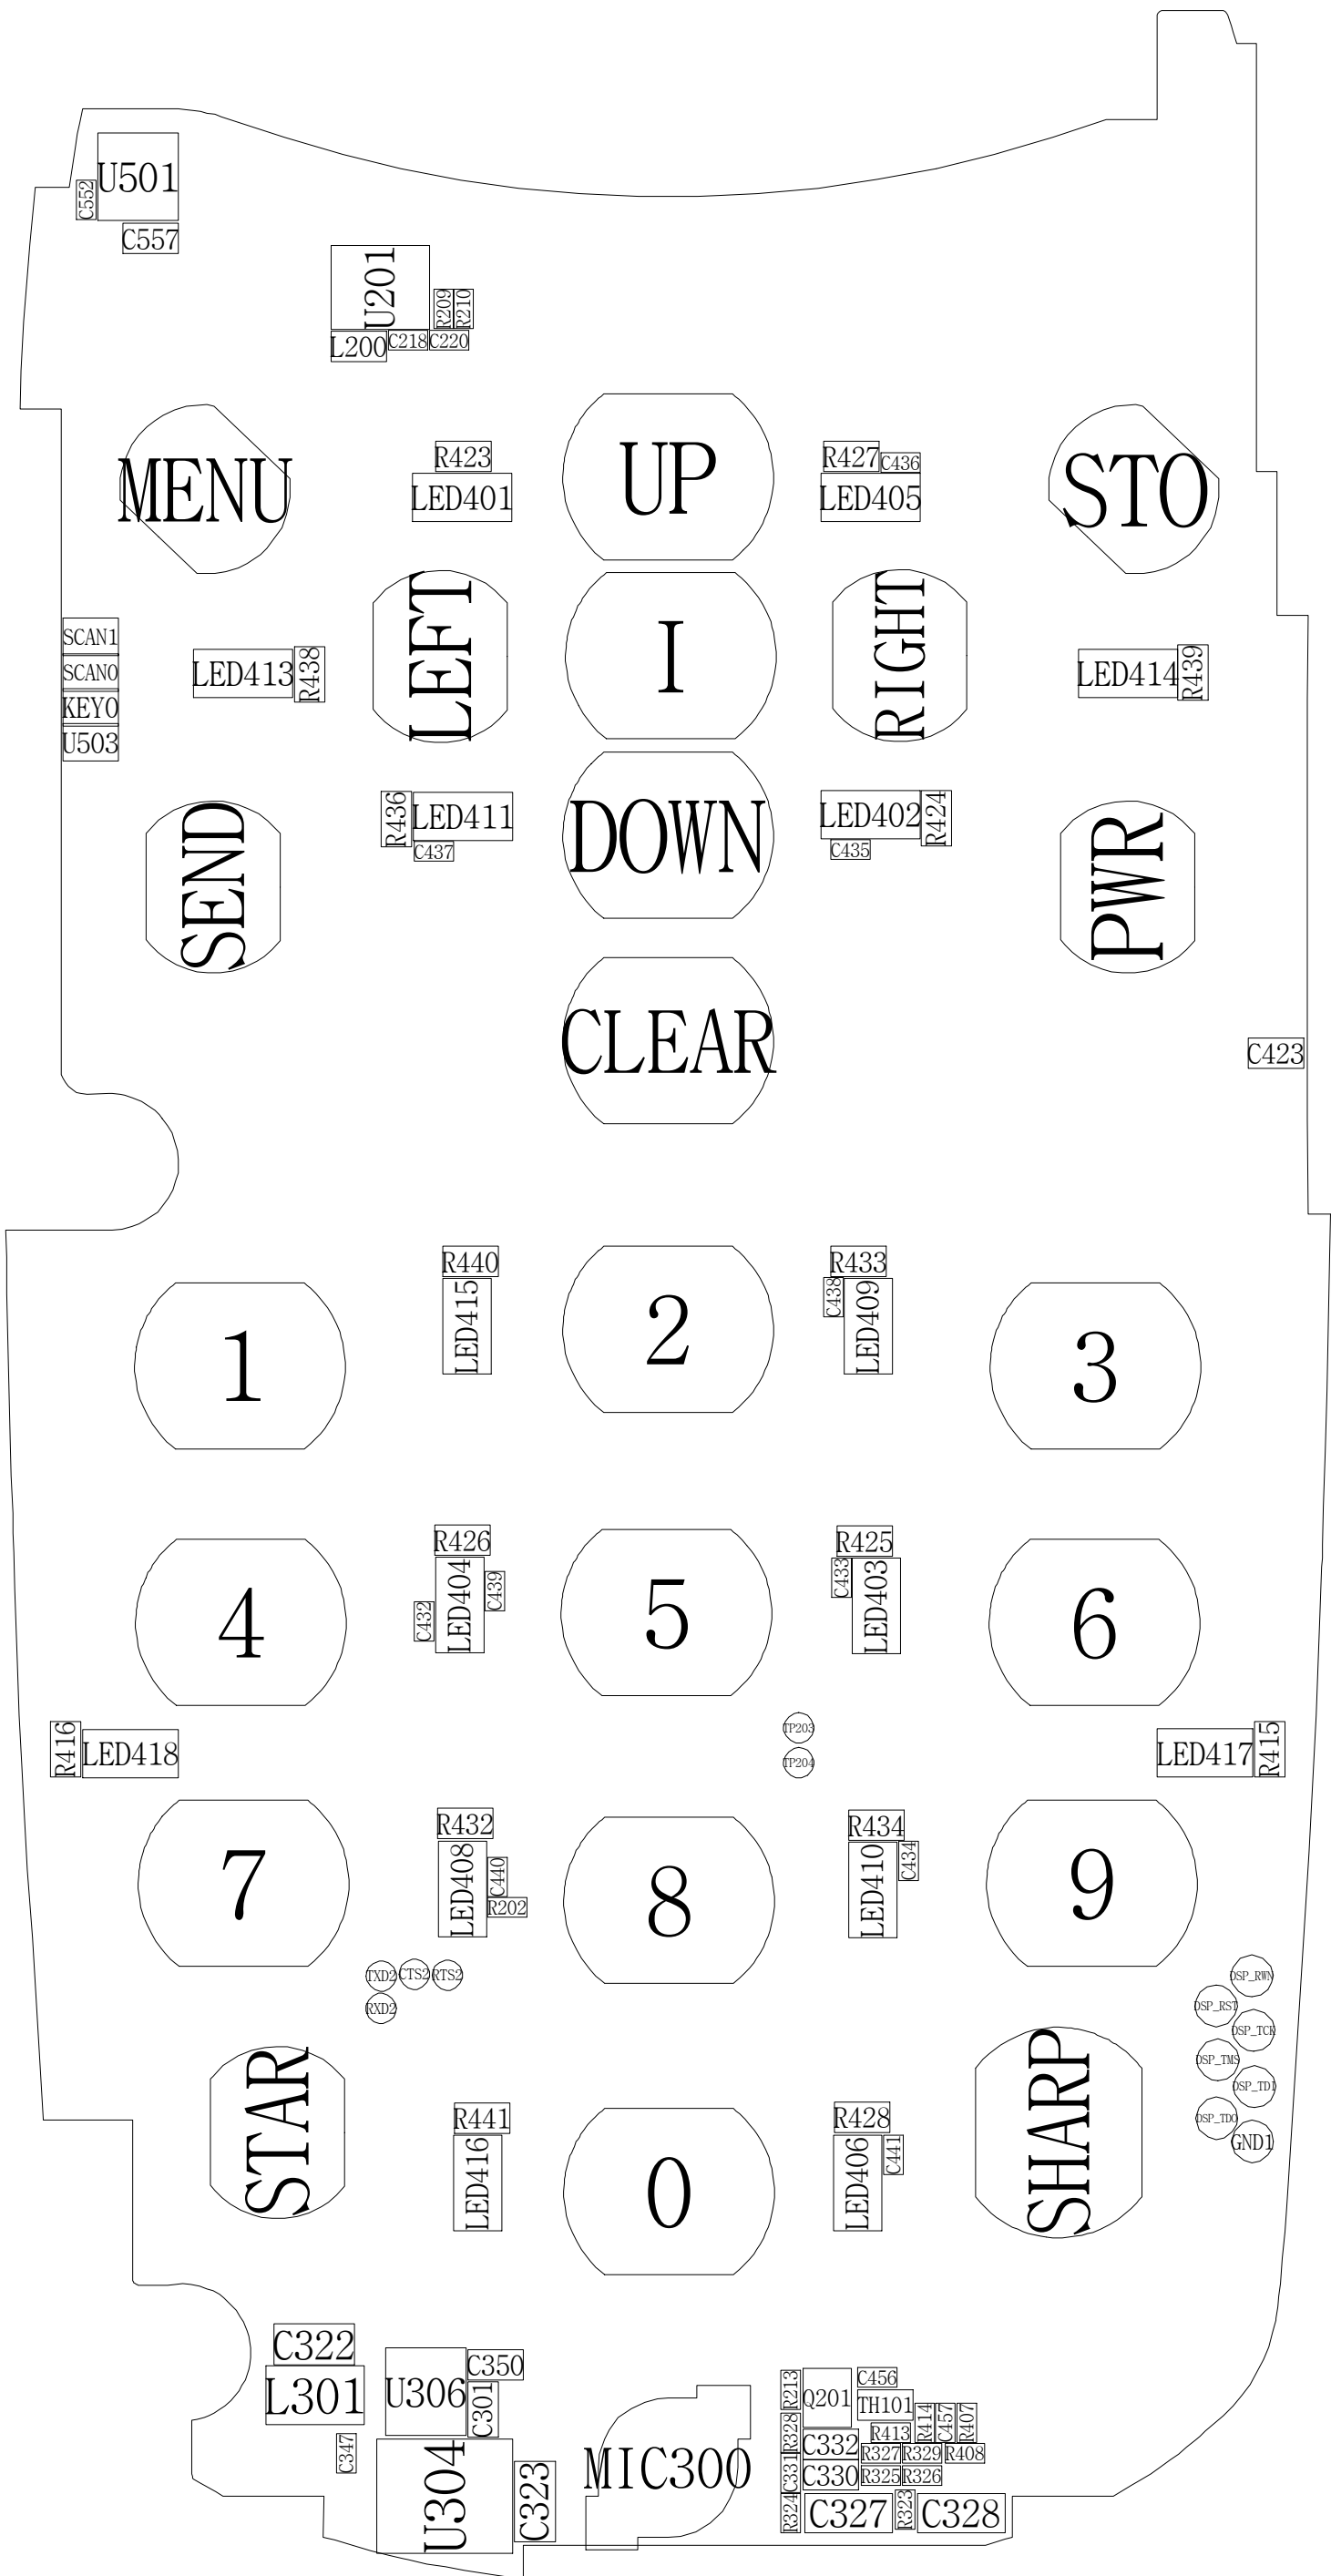 U501
C552
C557
U201
R209
R210
L200
C218
C220
MENU
R423
LED401
UP
R427
C436
LED405
STO
SCAN1
SCAN0
KEY0
U503
LED413
R438
LEFT
I
RIGHT
LED414
R439
SEND
R436
LED411
C437
DOWN
LED402
C435
R424
PWR
CLEAR
C423
1
R440
LED415
2
R433
C438
LED409
3
4
R426
LED404
C439
C432
5
R425
C433
LED403
6
R416
LED418
TP203
TP204
LED417
R415
7
R432
LED408
C440
R202
8
R434
LED410
C434
9
TXD2
CTS2
RTS2
RXD2
DSP_RWN
DSP_RST
DSP_TCK
DSP_TMS
DSP_TDI
DSP_TDO
GND1
STAR
R441
LED416
0
R428
LED406
C441
SHARP
C322
L301
C347
U306
C350
C301
U304
C323
MIC300
R213
Q201
C456
TH101
R328
C332
R413
R414
C457
R407
R327
R329
R408
C331
C330
R325
R326
R324
C327
R323
C328